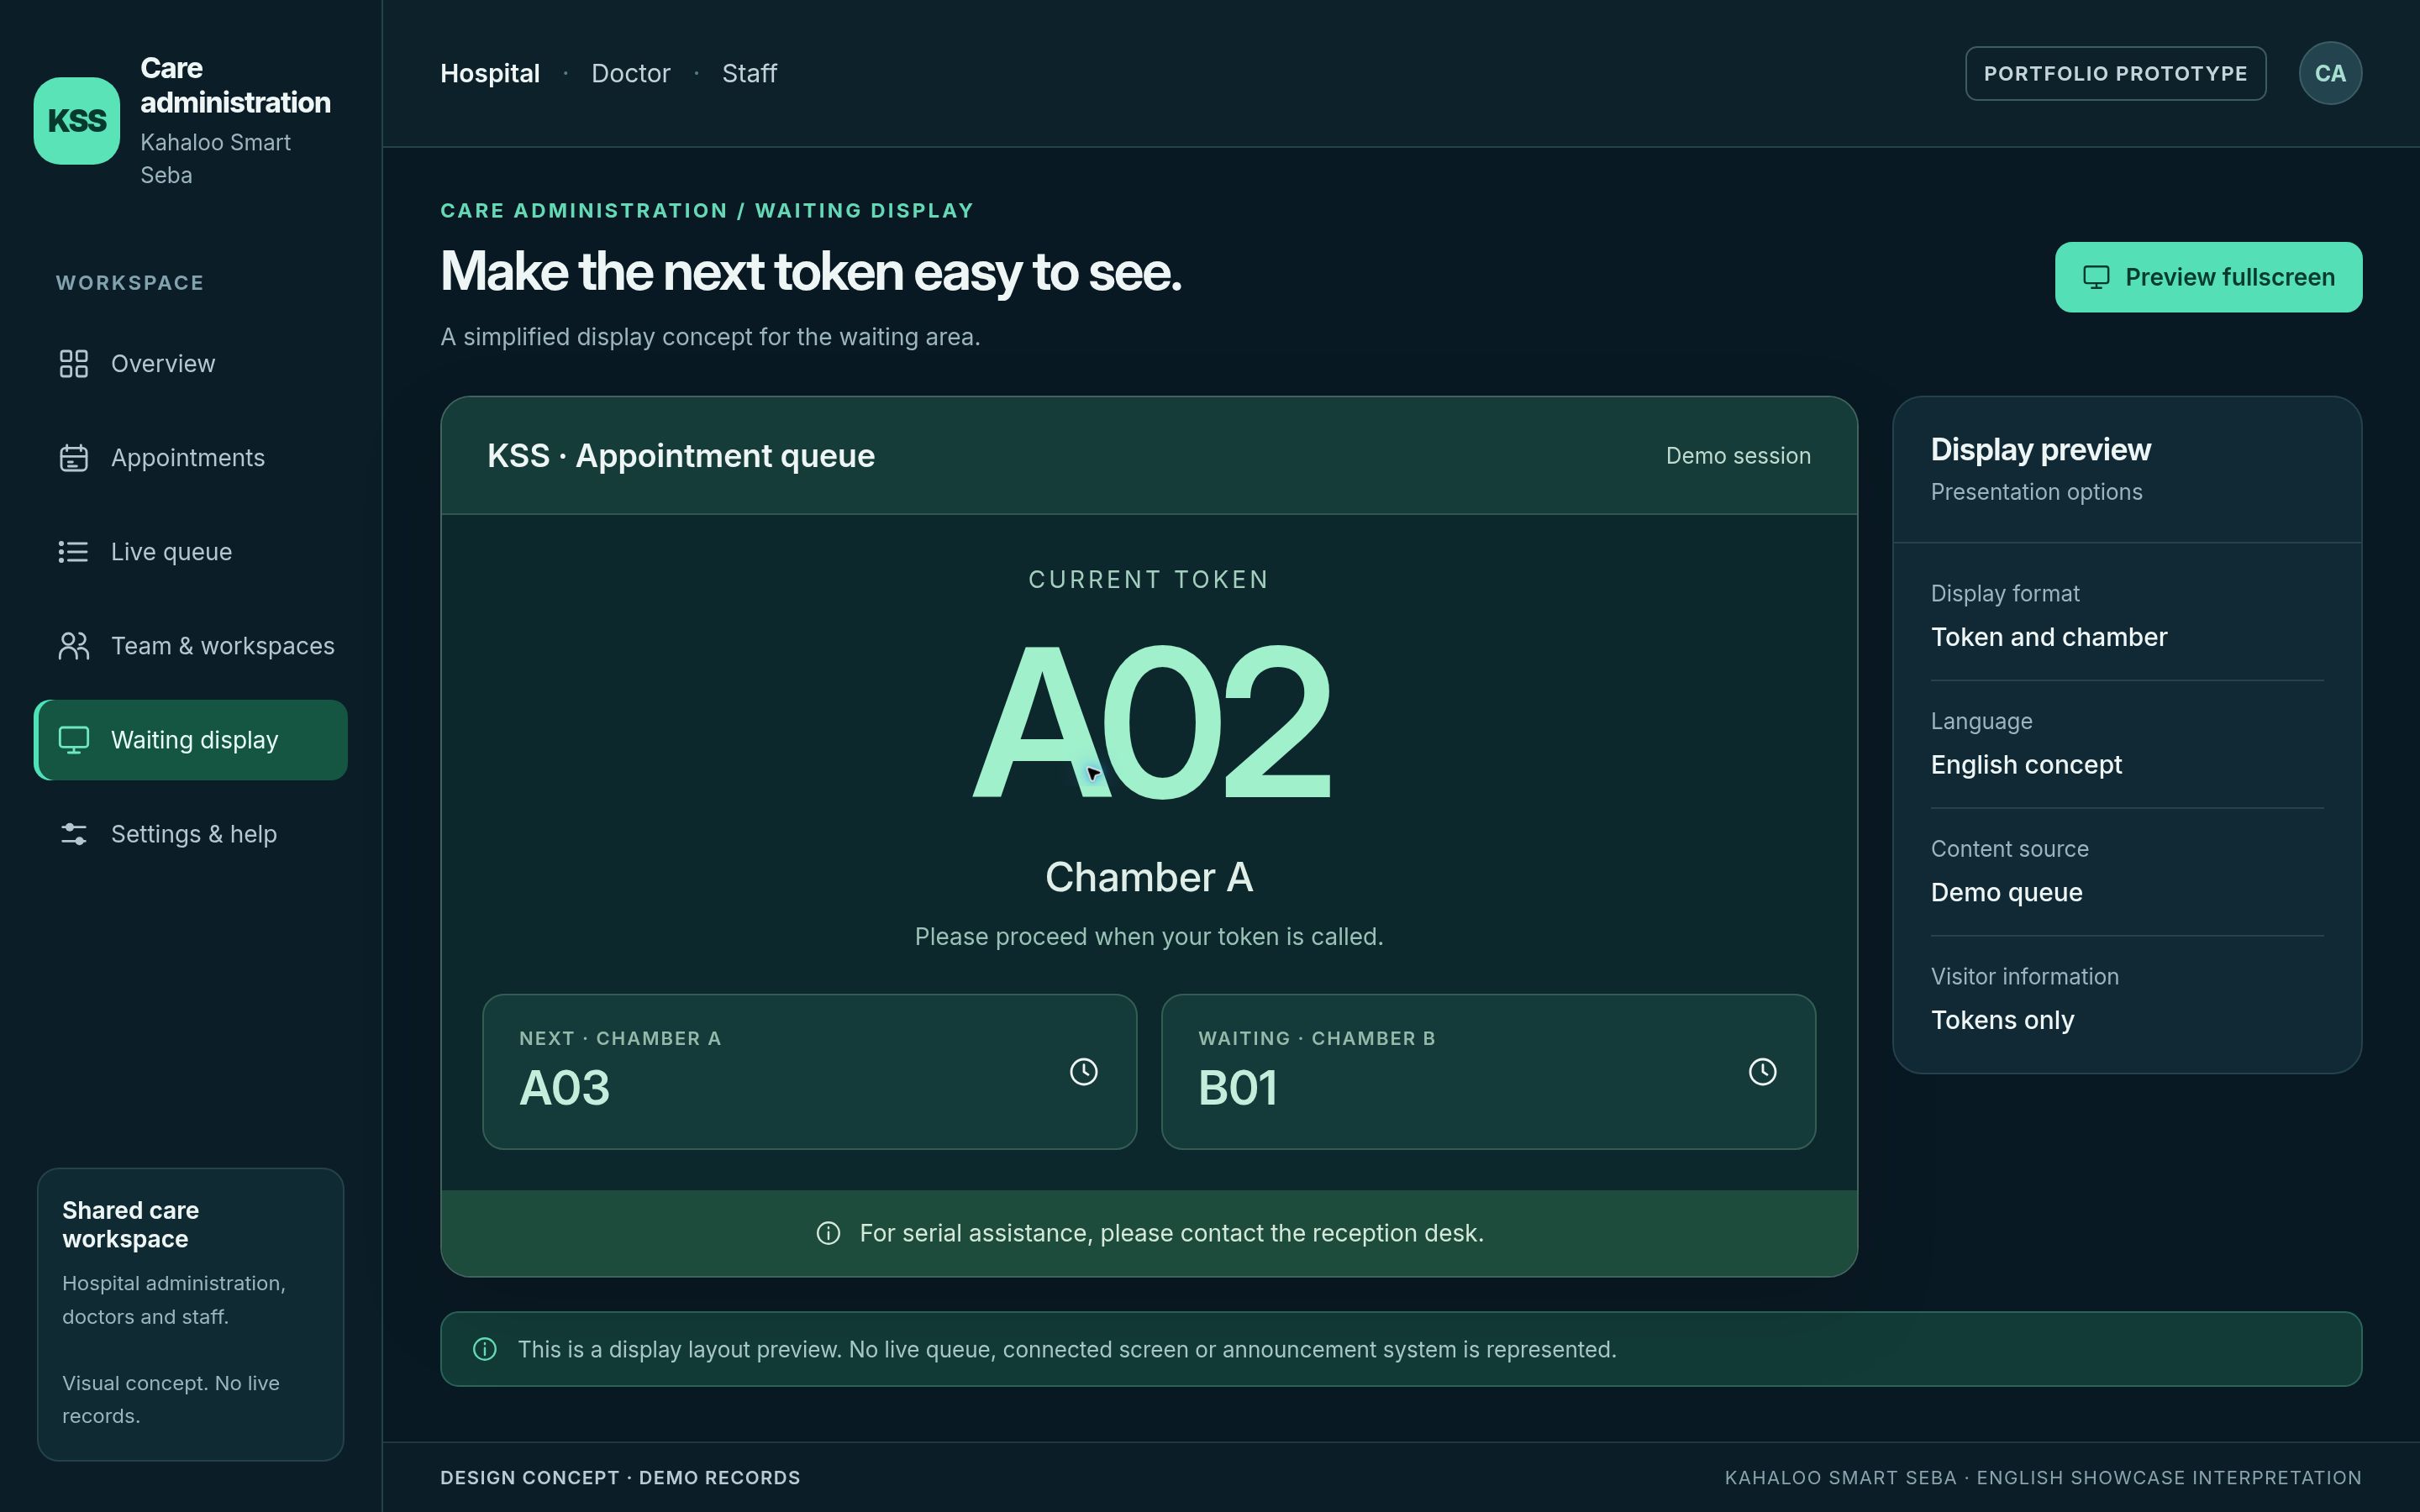 KSS
Care
administration
Kahaloo Smart
Seba
WORKSPACE
Overview
Appointments
Live queue
Team & workspaces
Waiting display
Settings & help
Shared care
workspace
Hospital administration,
doctors and staff.
Visual concept. No live
records.
Hospital · Doctor · Staff
PORTFOLIO PROTOTYPE
CA
CARE ADMINISTRATION / WAITING DISPLAY
Make the next token easy to see.
A simplified display concept for the waiting area.
Preview fullscreen
KSS · Appointment queue
Demo session
CURRENT TOKEN
A02
Chamber A
Please proceed when your token is called.
NEXT · CHAMBER A
A03
WAITING · CHAMBER B
B01
For serial assistance, please contact the reception desk.
Display preview
Presentation options
Display format
Token and chamber
Language
English concept
Content source
Demo queue
Visitor information
Tokens only
This is a display layout preview. No live queue, connected screen or announcement system is represented.
DESIGN CONCEPT · DEMO RECORDS
KAHALOO SMART SEBA · ENGLISH SHOWCASE INTERPRETATION